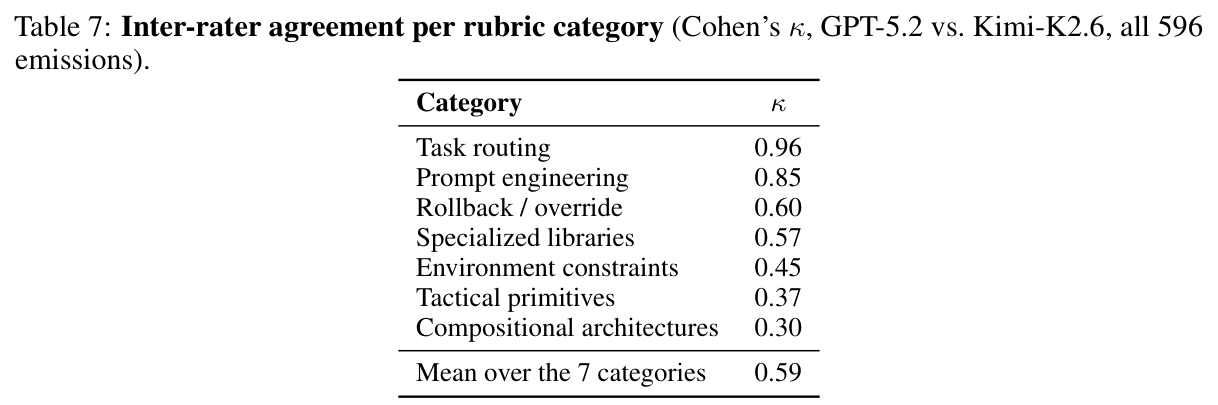 Table 7: Inter-rater agreement per rubric category (Cohen's κ, GPT-5.2 vs. Kimi-K2.6, all 596
emissions).
Category κ
Task routing 0.96
Prompt engineering 0.85
Rollback / override 0.60
Specialized libraries 0.57
Environment constraints 0.45
Tactical primitives 0.37
Compositional architectures 0.30
Mean over the 7 categories 0.59